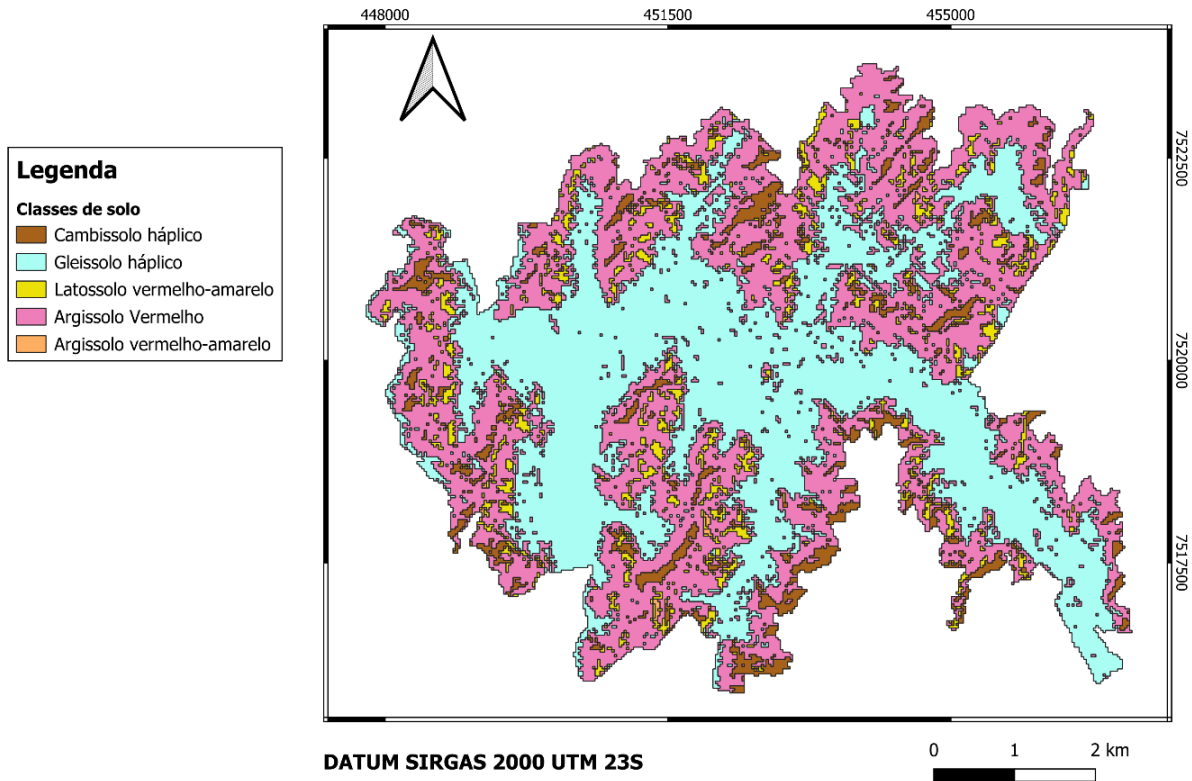 448000
451500
455000
7522500
7520000
7517500
Legenda
Classes de solo
Cambissolo háplico
Gleissolo háplico
Latossolo vermelho-amarelo
Argissolo Vermelho
Argissolo vermelho-amarelo
DATUM SIRGAS 2000 UTM 23S
0 1 2 km